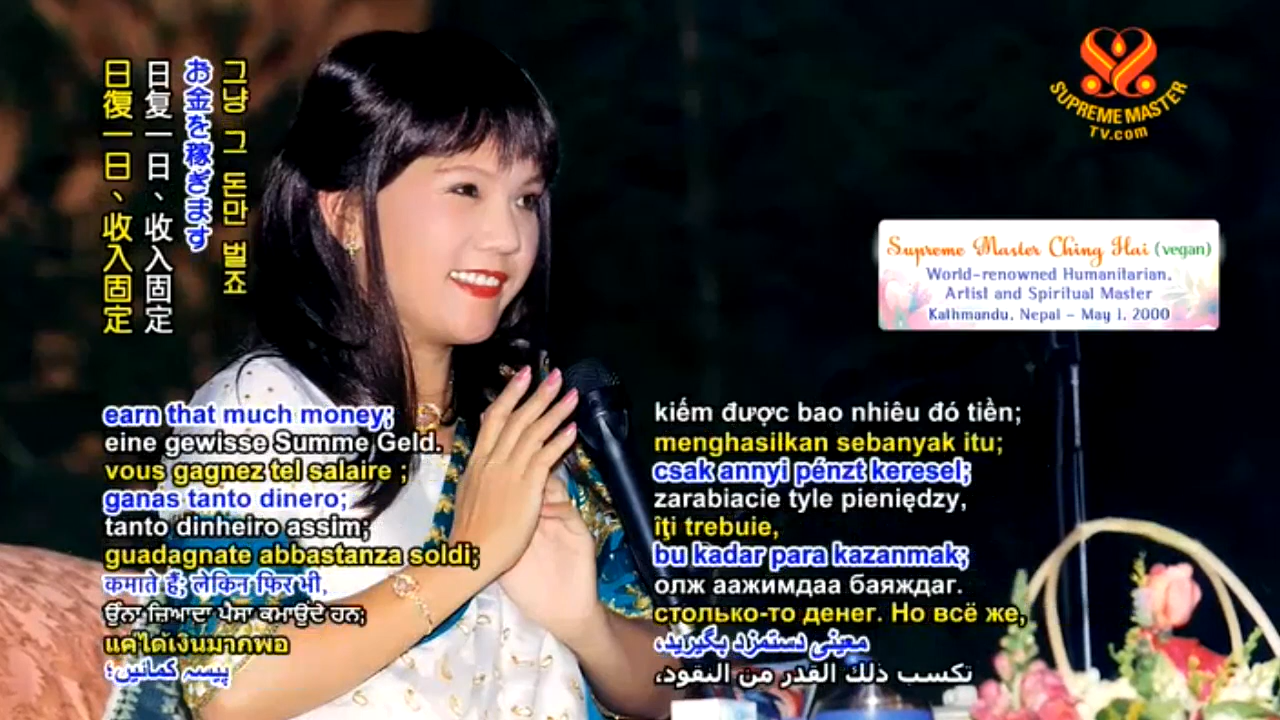 日復一日、收入固定
日复一日、收入固定
お金を稼ぎます
그냥 그 돈만 벌죠
SUPREME MASTER
TV.com
Supreme Master Ching Hai (vegan)
World-renowned Humanitarian,
Artist and Spiritual Master
Kathmandu, Nepal – May 1, 2000
earn that much money;
eine gewisse Summe Geld.
vous gagnez tel salaire ;
ganas tanto dinero;
tanto dinheiro assim;
guadagnate abbastanza soldi;
कमाते हैं; लेकिन फिर भी,
ਉੱਨਾ ਜ਼ਿਆਦਾ ਪੈਸਾ ਕਮਾਉਂਦੇ ਹਨ;
แค่ได้เงินมากพอ
پیسہ کمائیں؛
kiếm được bao nhiêu đó tiền;
menghasilkan sebanyak itu;
csak annyi pénzt keresel;
zarabiacie tyle pieniędzy,
îţi trebuie,
bu kadar para kazanmak;
олж аажимдаа баяждаг.
столько-то денег. Но всё же,
معینی دستمزد بگیرید،
تكسب ذلك القدر من النقود،